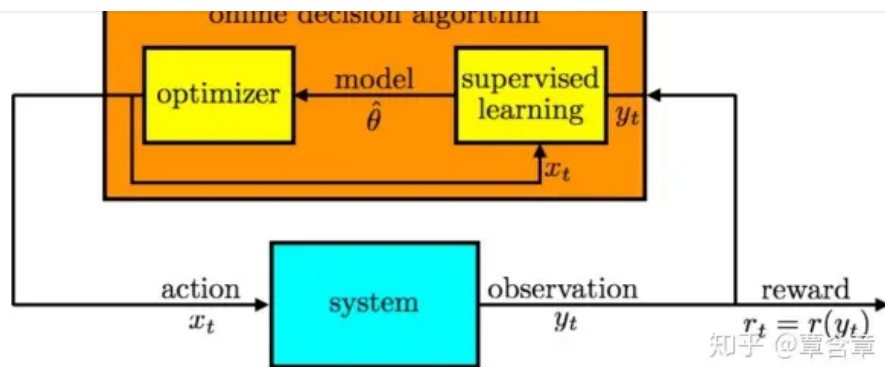 online decision algorithm
optimizer
model
θ̂
supervised
learning
y_t
x_t
action
x_t
system
observation
y_t
reward
r_t = r(y_t)
知乎 @覃含章